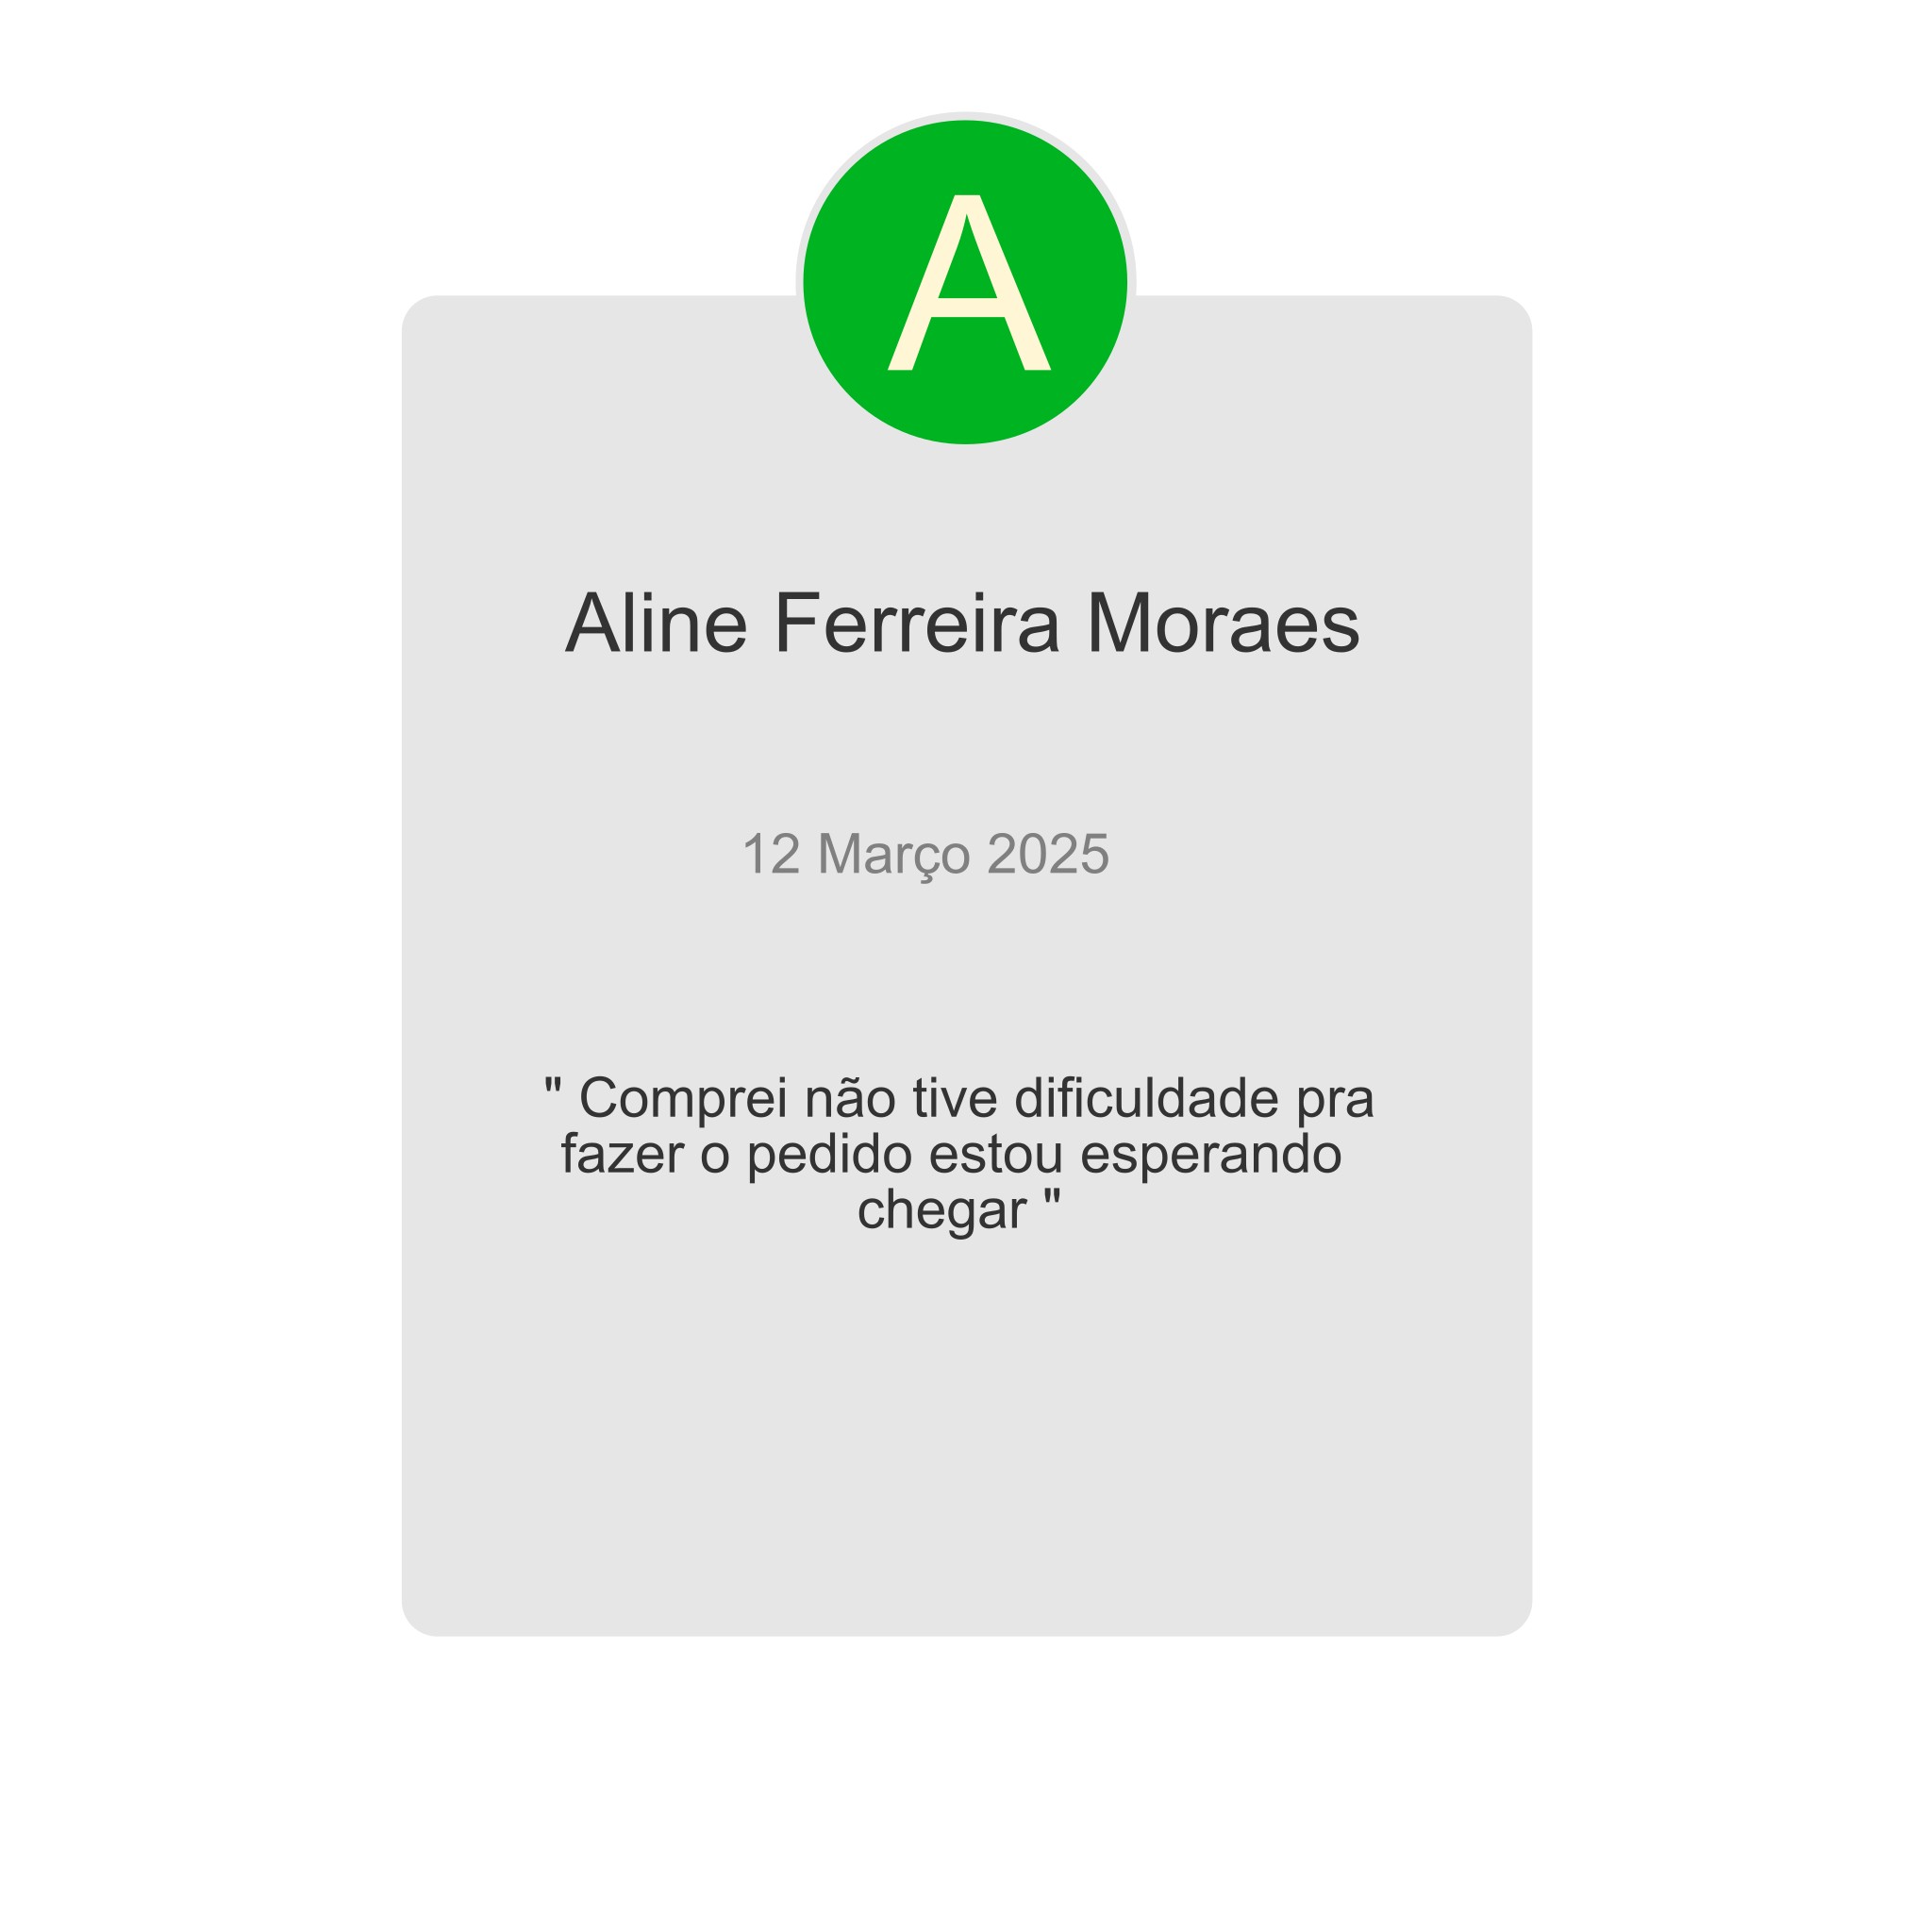 A
Aline Ferreira Moraes
12 Março 2025
" Comprei não tive dificuldade pra
fazer o pedido estou esperando
chegar "